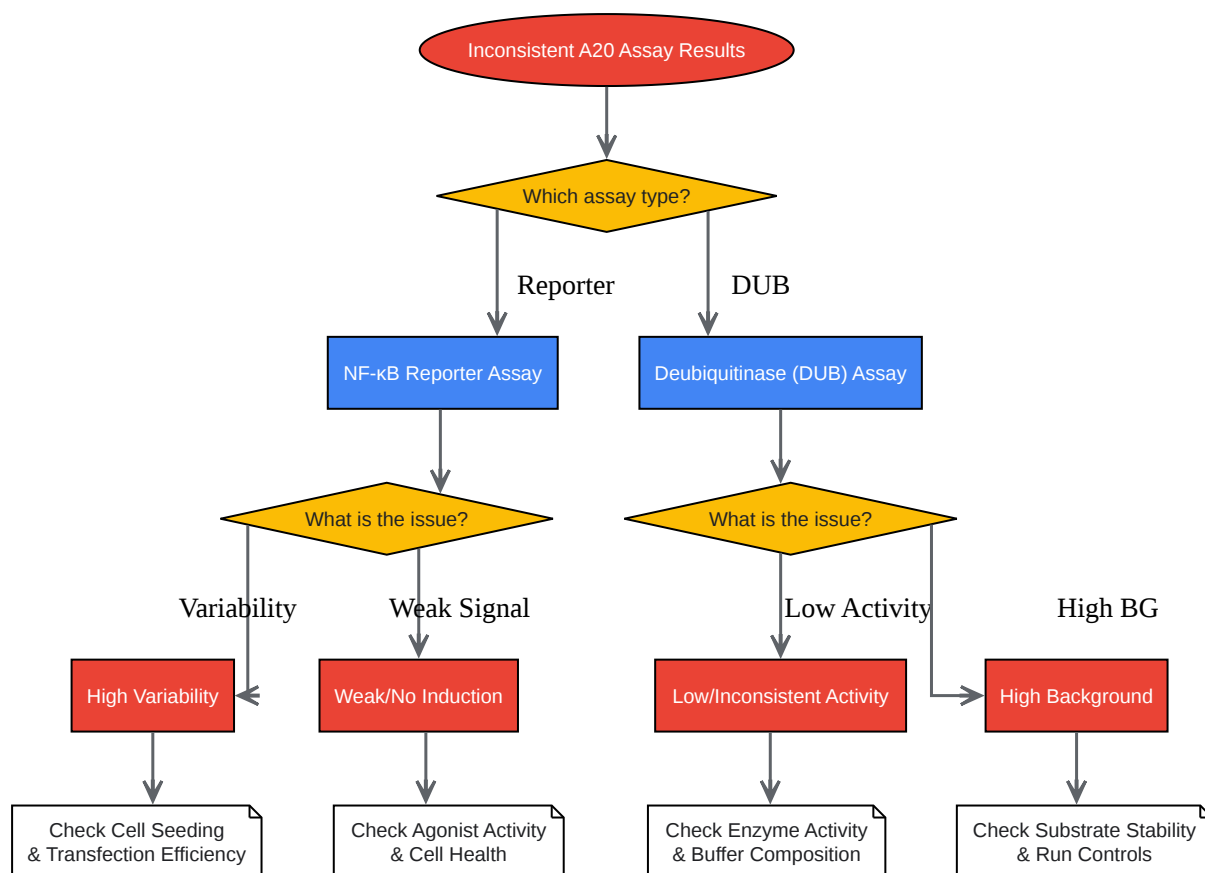 Inconsistent A20 Assay Results
Which assay type?
Reporter
DUB
NF-κB Reporter Assay
Deubiquitinase (DUB) Assay
What is the issue?
What is the issue?
Variability
Weak Signal
Low Activity
High BG
High Variability
Weak/No Induction
Low/Inconsistent Activity
High Background
Check Cell Seeding
& Transfection Efficiency
Check Agonist Activity
& Cell Health
Check Enzyme Activity
& Buffer Composition
Check Substrate Stability
& Run Controls